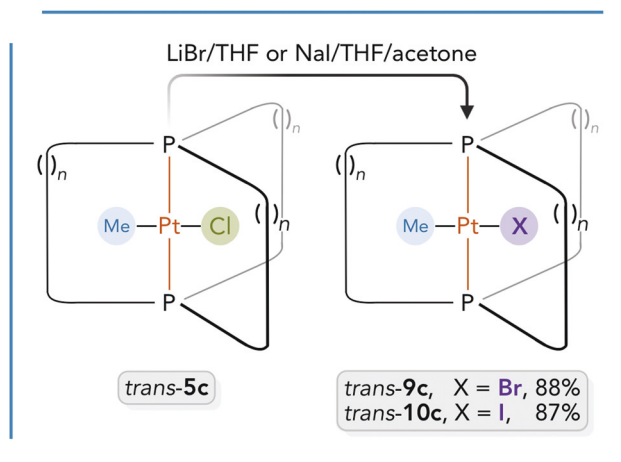 LiBr/THF or NaI/THF/acetone
P
( )n
( )n
( )n
Me
Pt
Cl
P
P
( )n
( )n
( )n
Me
Pt
X
P
trans-5c
trans-9c, X = Br, 88%
trans-10c, X = I, 87%